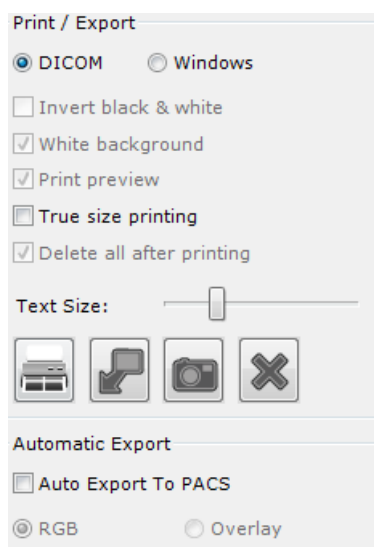 Print / Export
DICOM Windows
Invert black & white
White background
Print preview
True size printing
Delete all after printing
Text Size:
Automatic Export
Auto Export To PACS
RGB Overlay